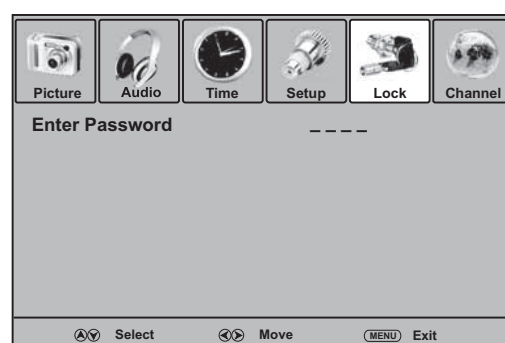 Picture Audio Time Setup Lock Channel
Enter Password _ _ _ _
Select Move MENU Exit